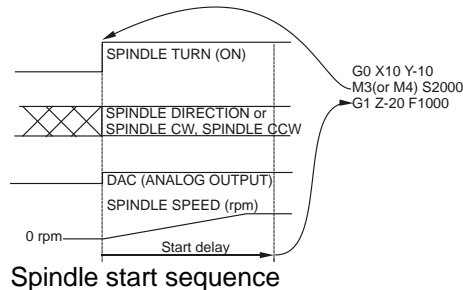 SPINDLE TURN (ON)
G0 X10 Y-10
M3(or M4) S2000
G1 Z-20 F1000
SPINDLE DIRECTION or
SPINDLE CW, SPINDLE CCW
DAC (ANALOG OUTPUT)
SPINDLE SPEED (rpm)
0 rpm
Start delay
Spindle start sequence